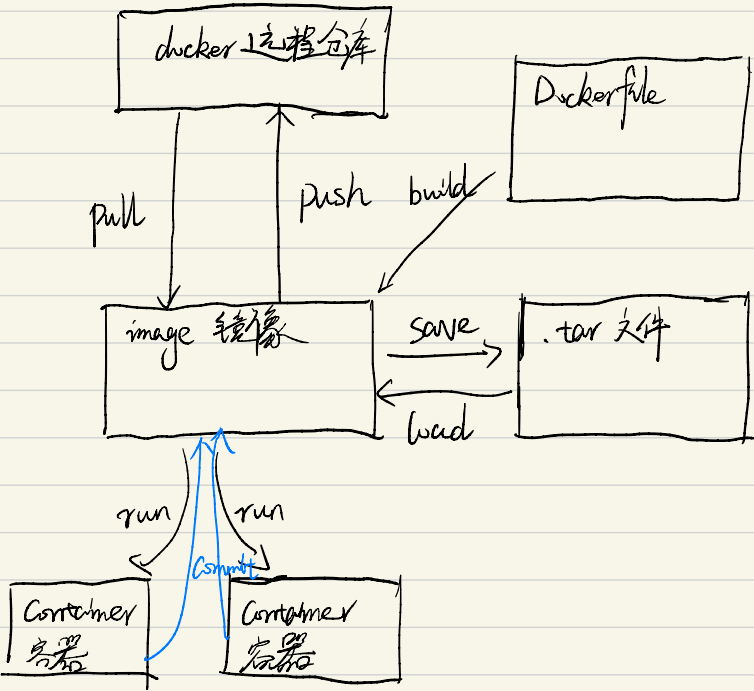 docker 远程仓库
Dockerfile
pull
push
build
image 镜像
save
.tar 文件
load
run
run
commit
Container
容器
Container
容器